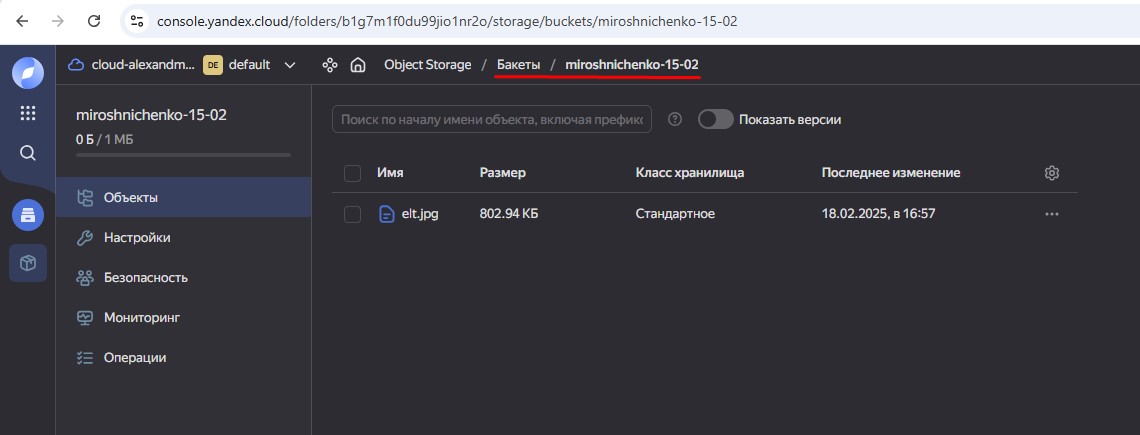 console.yandex.cloud/folders/b1g7m1f0du99jio1nr2o/storage/buckets/miroshnichenko-15-02
cloud-alexandm... DE default Object Storage / Бакеты / miroshnichenko-15-02
miroshnichenko-15-02
0 Б / 1 МБ
Поиск по началу имени объекта, включая префикс
Показать версии
Имя Размер Класс хранилища Последнее изменение
elt.jpg 802.94 КБ Стандартное 18.02.2025, в 16:57
Объекты
Настройки
Безопасность
Мониторинг
Операции